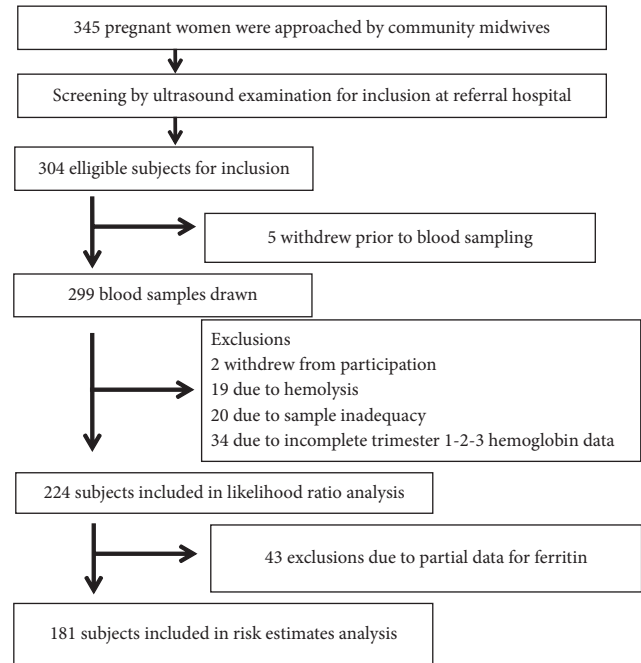 345 pregnant women were approached by community midwives
Screening by ultrasound examination for inclusion at referral hospital
304 elligible subjects for inclusion
5 withdrew prior to blood sampling
299 blood samples drawn
Exclusions
2 withdrew from participation
19 due to hemolysis
20 due to sample inadequacy
34 due to incomplete trimester 1-2-3 hemoglobin data
224 subjects included in likelihood ratio analysis
43 exclusions due to partial data for ferritin
181 subjects included in risk estimates analysis